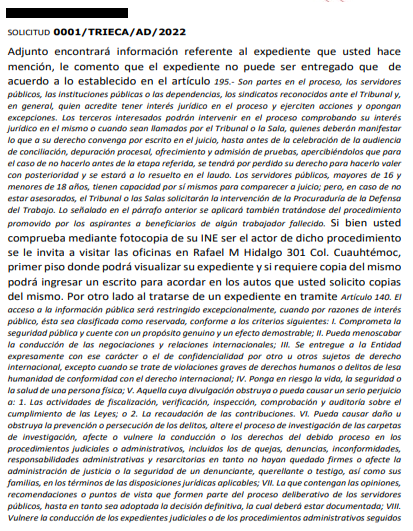 SOLICITUD 0001/TRIECA/AD/2022
Adjunto encontrará información referente al expediente que usted hace
mención, le comento que el expediente no puede ser entregado que de
acuerdo a lo establecido en el artículo 195.- Son partes en el proceso, los servidores
públicos, las instituciones públicas o las dependencias, los sindicatos reconocidos ante el Tribunal y,
en general, quien acredite tener interés jurídico en el proceso y ejerciten acciones y opongan
excepciones. Los terceros interesados podrán intervenir en el proceso comprobando su interés
jurídico en el mismo o cuando sean llamados por el Tribunal o la Sala, quienes deberán manifestar
lo que a su derecho convenga por escrito en el juicio, hasta antes de la celebración de la audiencia
de conciliación, depuración procesal, ofrecimiento y admisión de pruebas, apercibiéndolos que para
el caso de no hacerlo antes de la etapa referida, se tendrá por perdido su derecho para hacerlo valer
con posterioridad y se estará a lo resuelto en el laudo. Los servidores públicos, mayores de 16 y
menores de 18 años, tienen capacidad por sí mismos para comparecer a juicio; pero, en caso de no
estar asesorados, el Tribunal o las Salas solicitarán la intervención de la Procuraduría de la Defensa
del Trabajo. Lo señalado en el párrafo anterior se aplicará también tratándose del procedimiento
promovido por los aspirantes a beneficiarios de algún trabajador fallecido. Si bien usted
comprueba mediante fotocopia de su INE ser el actor de dicho procedimiento
se le invita a visitar las oficinas en Rafael M Hidalgo 301 Col. Cuauhtémoc,
primer piso donde podrá visualizar su expediente y si requiere copia del mismo
podrá ingresar un escrito para acordar en los autos que usted solicito copias
del mismo. Por otro lado al tratarse de un expediente en tramite Artículo 140. El
acceso a la información pública será restringido excepcionalmente, cuando por razones de interés
público, ésta sea clasificada como reservada, conforme a los criterios siguientes: I. Comprometa la
seguridad pública y cuente con un propósito genuino y un efecto demostrable; II. Pueda menoscabar
la conducción de las negociaciones y relaciones internacionales; III. Se entregue a la Entidad
expresamente con ese carácter o el de confidencialidad por otro u otros sujetos de derecho
internacional, excepto cuando se trate de violaciones graves de derechos humanos o delitos de lesa
humanidad de conformidad con el derecho internacional; IV. Ponga en riesgo la vida, la seguridad o
la salud de una persona física; V. Aquella cuya divulgación obstruya o pueda causar un serio perjuicio
a: 1. Las actividades de fiscalización, verificación, inspección, comprobación y auditoría sobre el
cumplimiento de las Leyes; o 2. La recaudación de las contribuciones. VI. Pueda causar daño u
obstruya la prevención o persecución de los delitos, altere el proceso de investigación de las carpetas
de investigación, afecte o vulnere la conducción o los derechos del debido proceso en los
procedimientos judiciales o administrativos, incluidos los de quejas, denuncias, inconformidades,
responsabilidades administrativas y resarcitorias en tanto no hayan quedado firmes o afecte la
administración de justicia o la seguridad de un denunciante, querellante o testigo, así como sus
familias, en los términos de las disposiciones jurídicas aplicables; VII. La que contengan las opiniones,
recomendaciones o puntos de vista que formen parte del proceso deliberativo de los servidores
públicos, hasta en tanto sea adoptada la decisión definitiva, la cual deberá estar documentada; VIII.
Vulnere la conducción de los expedientes judiciales o de los procedimientos administrativos seguidos